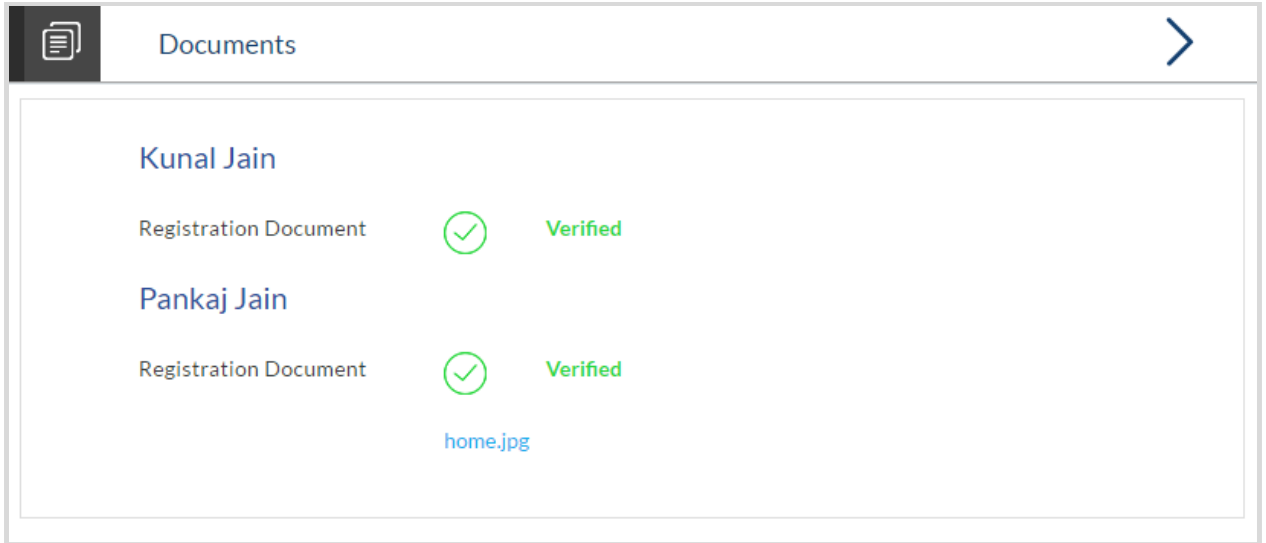 Documents
Kunal Jain
Registration Document Verified
Pankaj Jain
Registration Document Verified
home.jpg